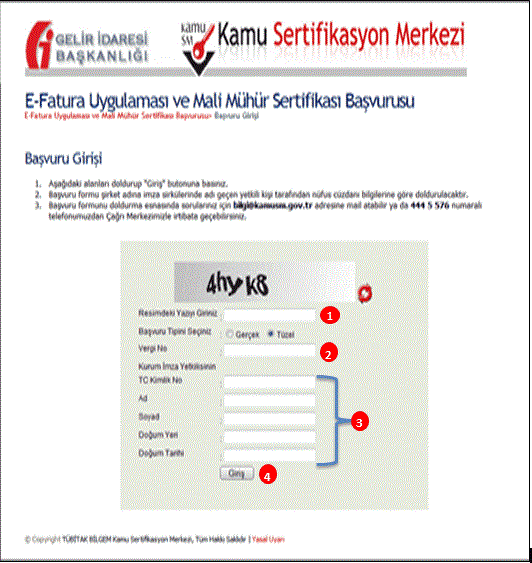 GELİR İDARESİ
BAŞKANLIĞI
kamu
SM
Kamu Sertifikasyon Merkezi
E-Fatura Uygulaması ve Mali Mühür Sertifikası Başvurusu
E-Fatura Uygulaması ve Mali Mühür Sertifikası Başvurusu» Başvuru Girişi
Başvuru Girişi
1. Aşağıdaki alanları doldurup "Giriş" butonuna basınız.
2. Başvuru formu şirket adına imza sirkülerinde adı geçen yetkili kişi tarafından nüfus cüzdanı bilgilerine göre doldurulacaktır.
3. Başvuru formunu doldurma esnasında sorularınız için bilgi@kamusm.gov.tr adresine mail atabilir ya da 444 5 576 numaralı
telefonumuzdan Çağrı Merkezimizle irtibata geçebilirsiniz.
4hyK8
Resimdeki Yazıyı Giriniz : 1
Başvuru Tipini Seçiniz : Gerçek Tüzel
Vergi No : 2
Kurum İmza Yetkilisinin
TC Kimlik No :
Ad :
Soyad : 3
Doğum Yeri :
Doğum Tarihi :
Giriş 4
© Copyright TÜBİTAK BİLGEM Kamu Sertifikasyon Merkezi, Tüm Hakkı Saklıdır | Yasal Uyarı